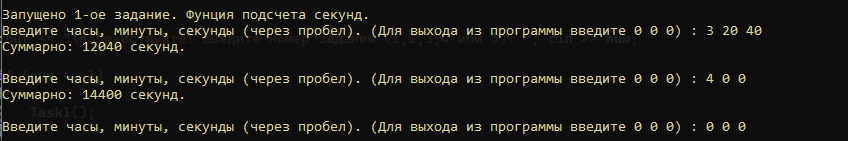 Запущено 1-ое задание. Фунция подсчета секунд.
Введите часы, минуты, секунды (через пробел). (Для выхода из программы введите 0 0 0) : 3 20 40
Суммарно: 12040 секунд.
Введите часы, минуты, секунды (через пробел). (Для выхода из программы введите 0 0 0) : 4 0 0
Суммарно: 14400 секунд.
Task1();
Введите часы, минуты, секунды (через пробел). (Для выхода из программы введите 0 0 0) : 0 0 0